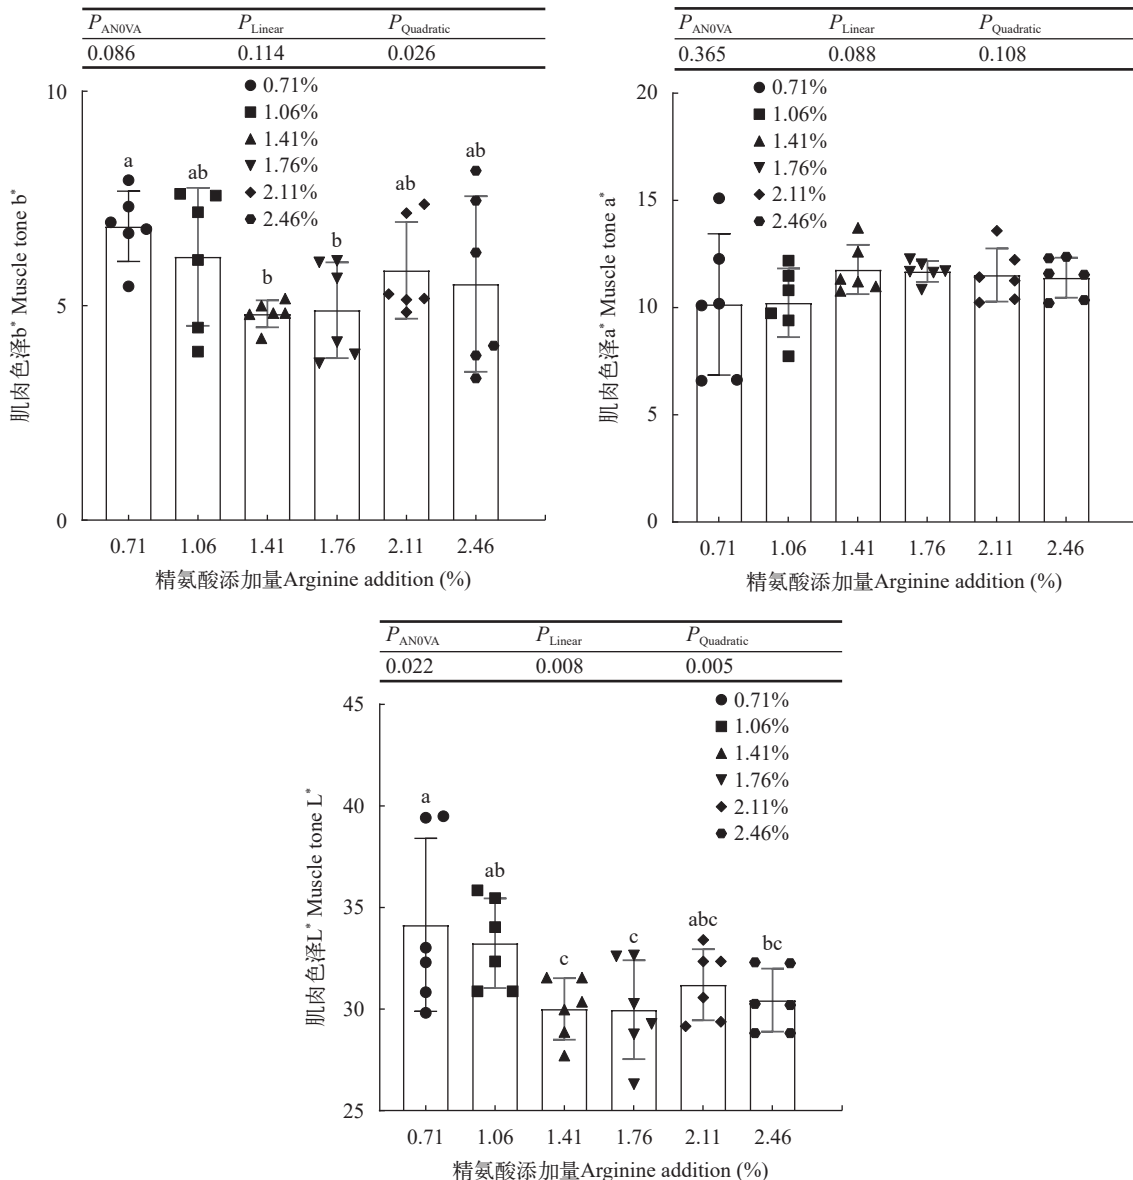 P_ANOVA P_Linear P_Quadratic
0.086 0.114 0.026
0.71%
1.06%
1.41%
1.76%
2.11%
2.46%
10
5
0
肌肉色泽b* Muscle tone b*
a
ab
b
b
ab
ab
0.71 1.06 1.41 1.76 2.11 2.46
精氨酸添加量Arginine addition (%)
P_AN0VA P_Linear P_Quadratic
0.365 0.088 0.108
0.71%
1.06%
1.41%
1.76%
2.11%
2.46%
20
15
10
5
0
肌肉色泽a* Muscle tone a*
0.71 1.06 1.41 1.76 2.11 2.46
精氨酸添加量Arginine addition (%)
P_AN0VA P_Linear P_Quadratic
0.022 0.008 0.005
0.71%
1.06%
1.41%
1.76%
2.11%
2.46%
45
40
35
30
25
肌肉色泽L* Muscle tone L*
a
ab
c
c
abc
bc
0.71 1.06 1.41 1.76 2.11 2.46
精氨酸添加量Arginine addition (%)